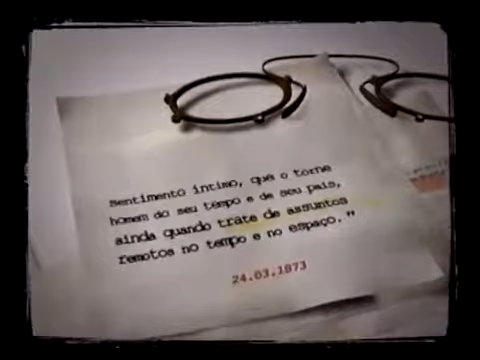 sentimento íntimo, que o torne
homem do seu tempo e de seu país,
ainda quando trate de assuntos
remotos no tempo e no espaço."
24.03.1873